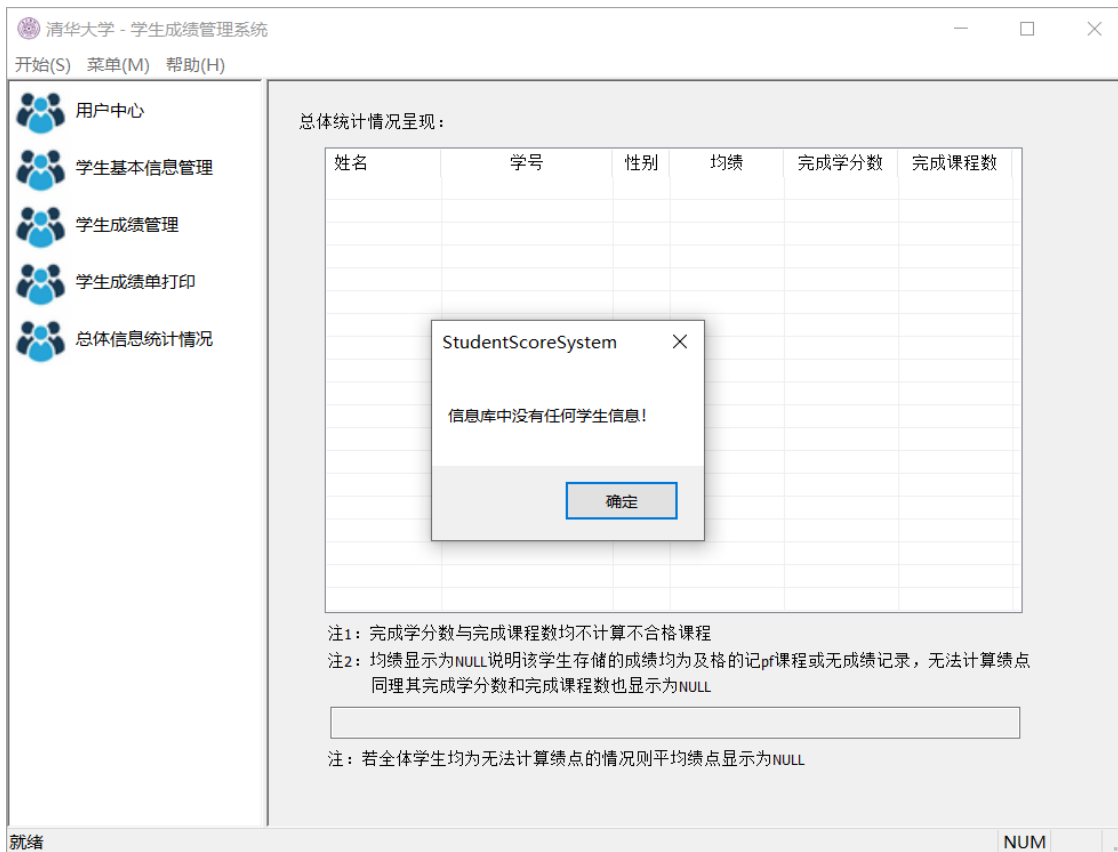 清华大学 - 学生成绩管理系统
开始(S) 菜单(M) 帮助(H)
用户中心
学生基本信息管理
学生成绩管理
学生成绩单打印
总体信息统计情况
总体统计情况呈现：
姓名 学号 性别 均绩 完成学分数 完成课程数
StudentScoreSystem
信息库中没有任何学生信息！
确定
注1：完成学分数与完成课程数均不计算不合格课程
注2：均绩显示为NULL说明该学生存储的成绩均为及格的记pf课程或无成绩记录，无法计算绩点
同理其完成学分数和完成课程数也显示为NULL
注：若全体学生均为无法计算绩点的情况则平均绩点显示为NULL
就绪
NUM